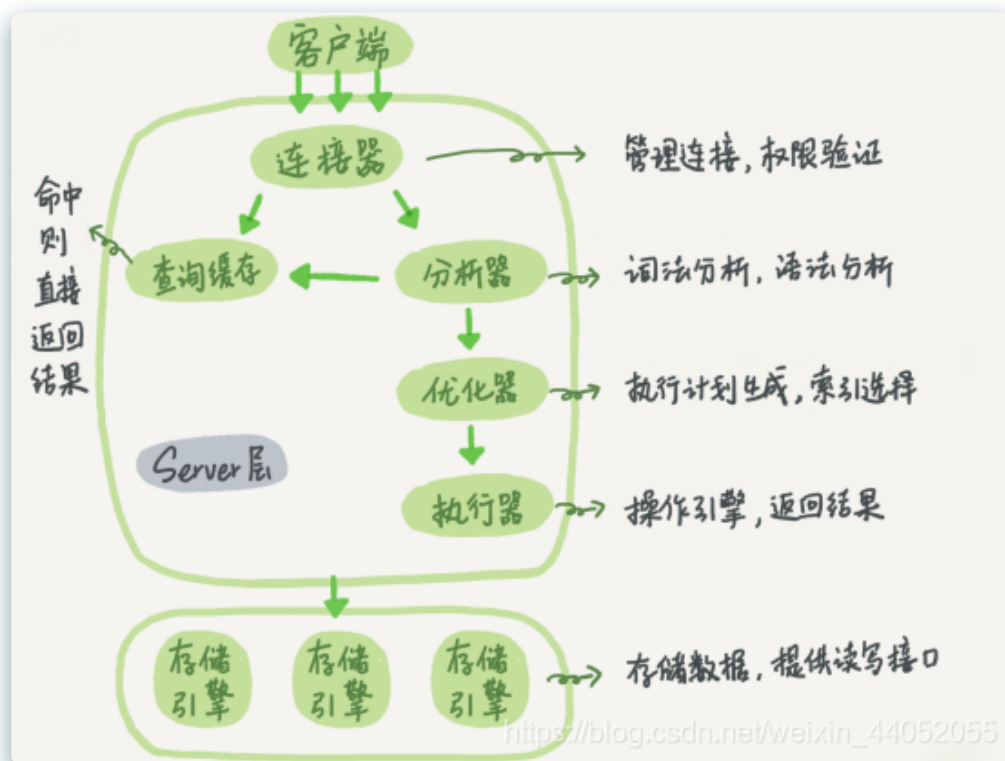 客户端
连接器
管理连接，权限验证
命中
则
直接
返回
结果
查询缓存
分析器
词法分析，语法分析
优化器
执行计划生成，索引选择
Server层
执行器
操作引擎，返回结果
存储
引擎
存储
引擎
存储
引擎
存储数据，提供读写接口
https://blog.csdn.net/weixin_44052055